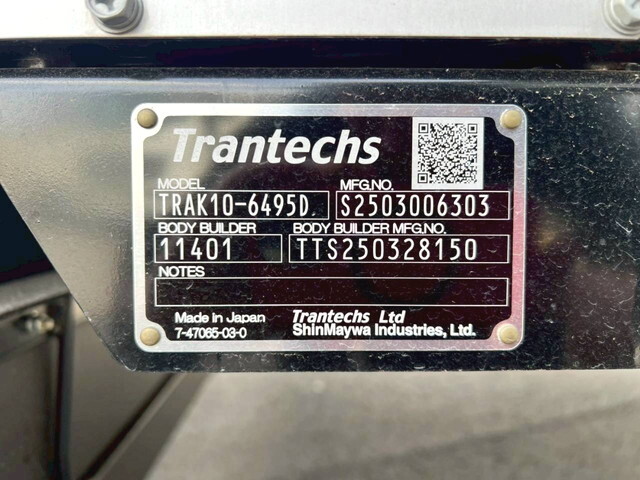 Trantechs
MODEL MFG.NO.
TRAK10-6495D. S2503006303
BODY BUILDER BODY BUILDER MFG.NO.
11401 TTS250328150
NOTES
Made in Japan Trantechs Ltd
7-47065-03-0 ShinMaywa Industries, Ltd.